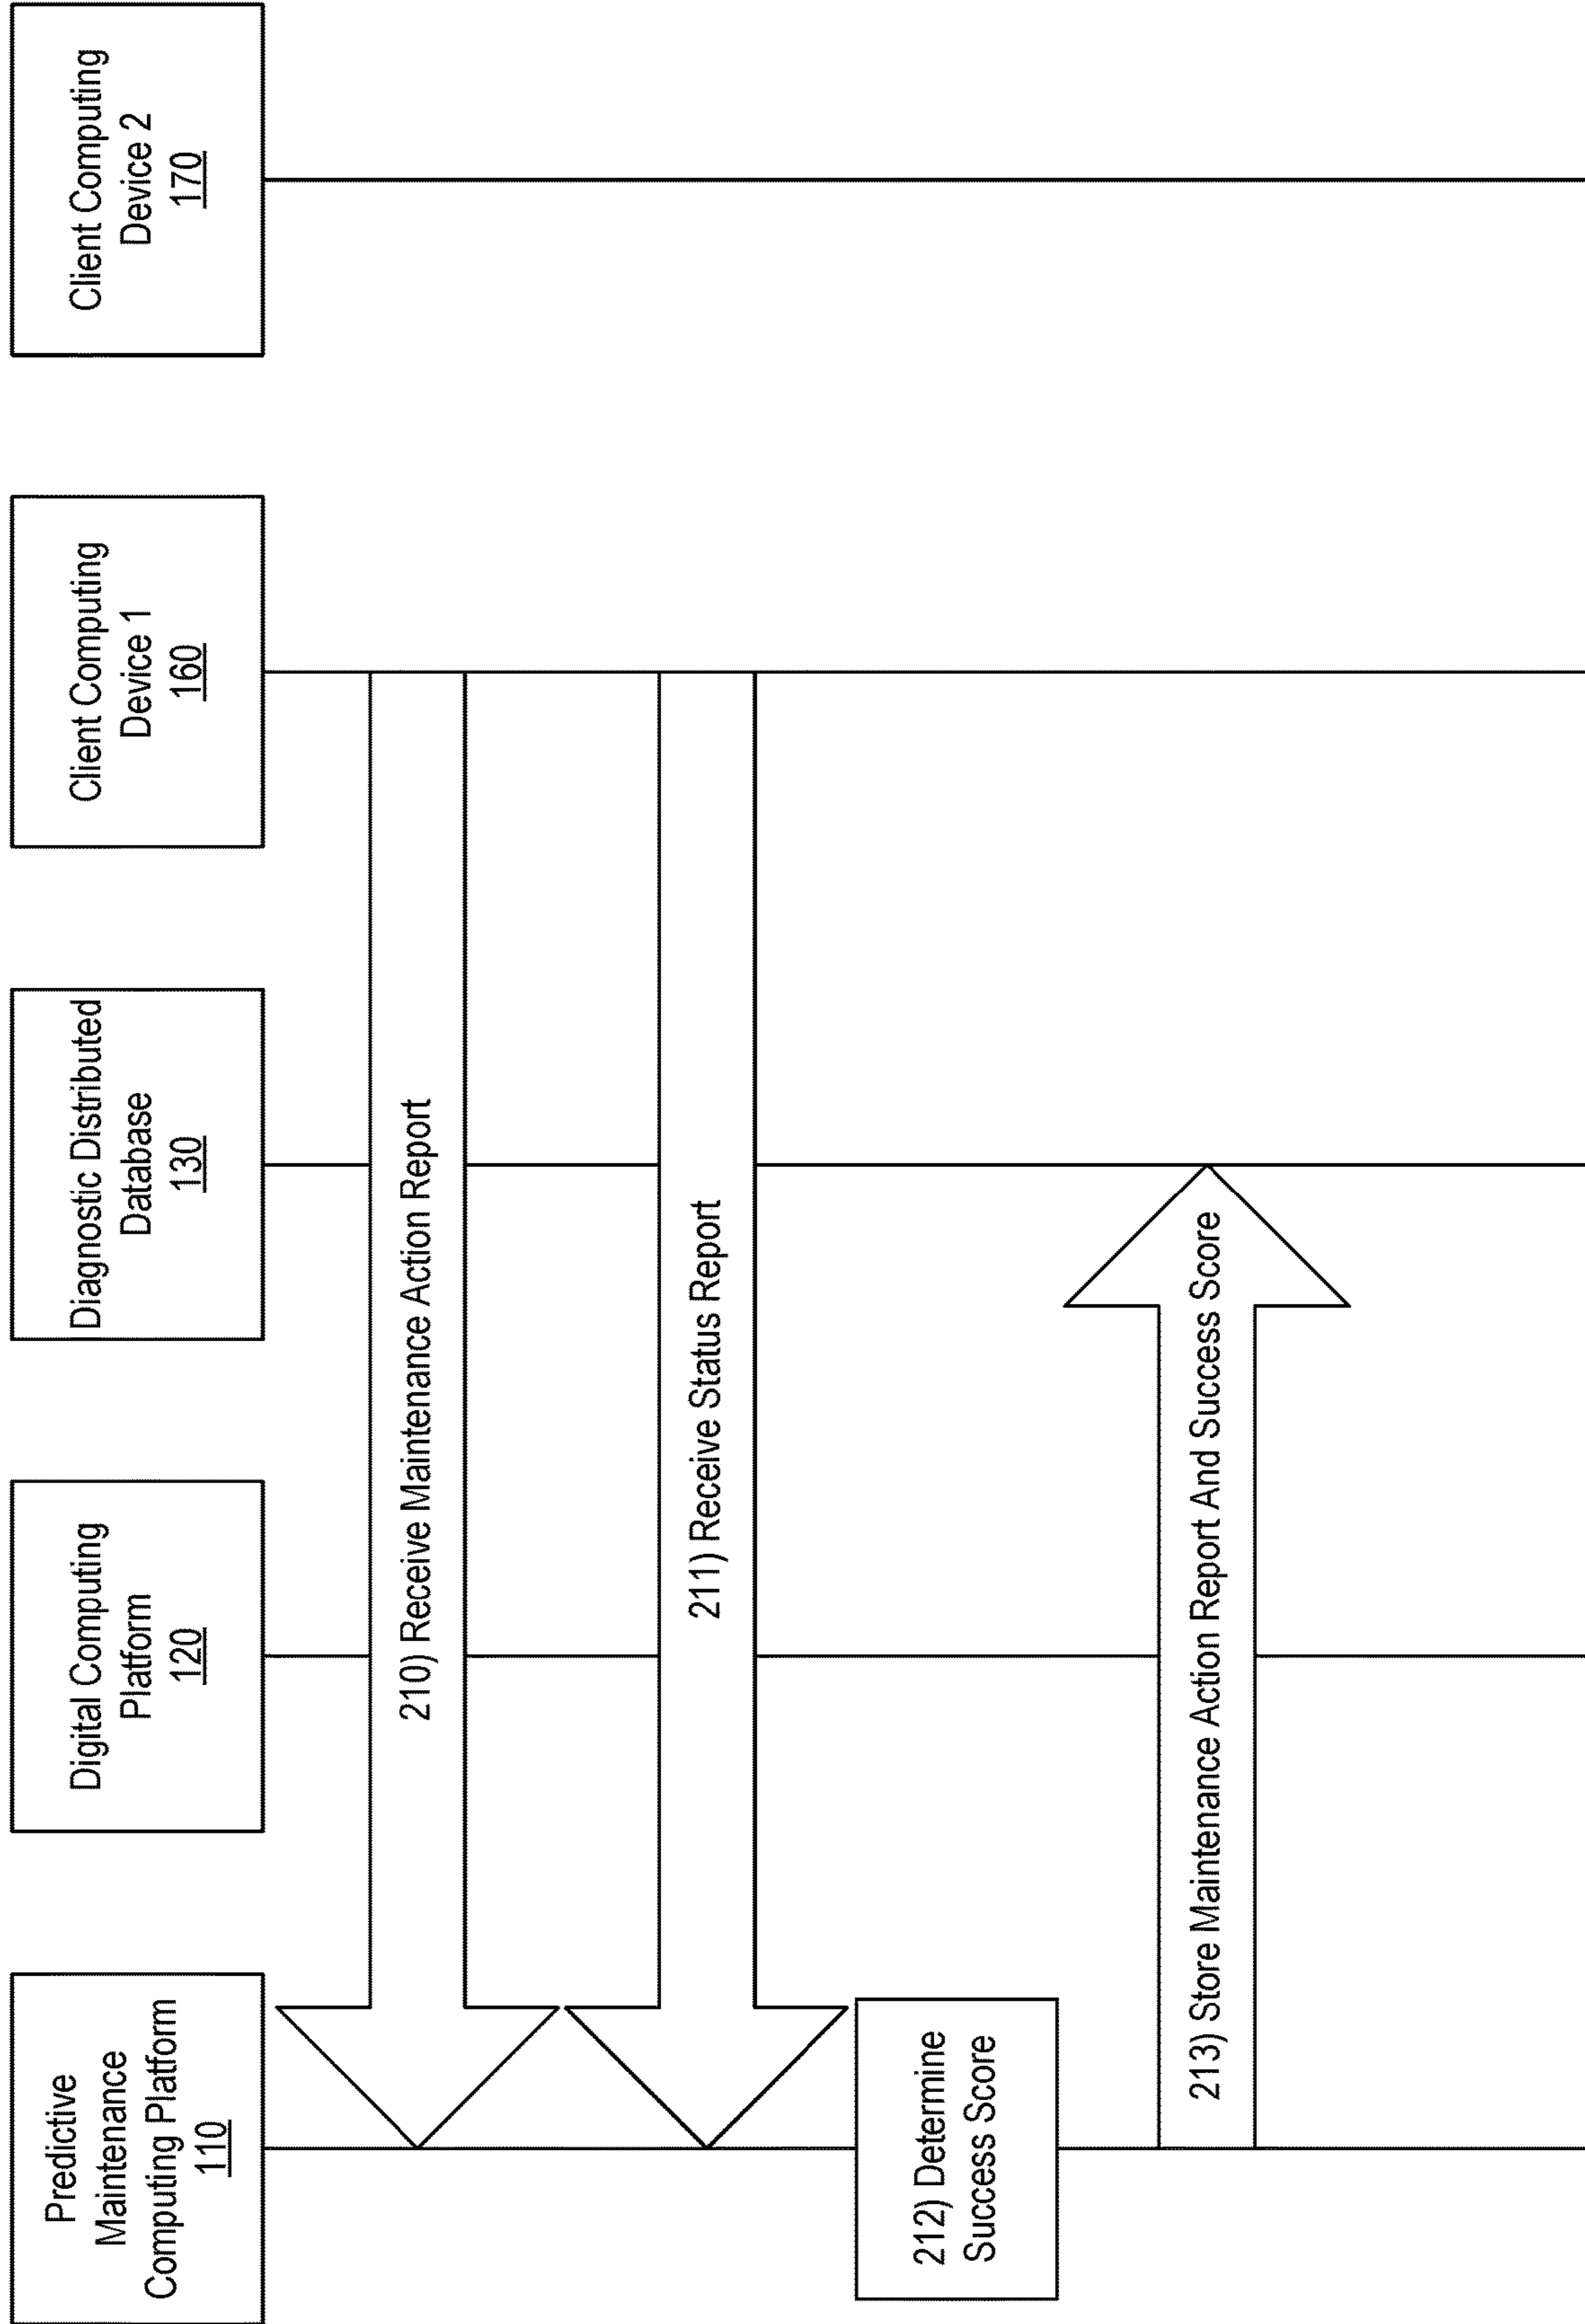 Predictive
Maintenance
Computing Platform
110
Digital Computing
Platform
120
Diagnostic Distributed
Database
130
Client Computing
Device 1
160
Client Computing
Device 2
170
210) Receive Maintenance Action Report
211) Receive Status Report
212) Determine
Success Score
213) Store Maintenance Action Report And Success Score